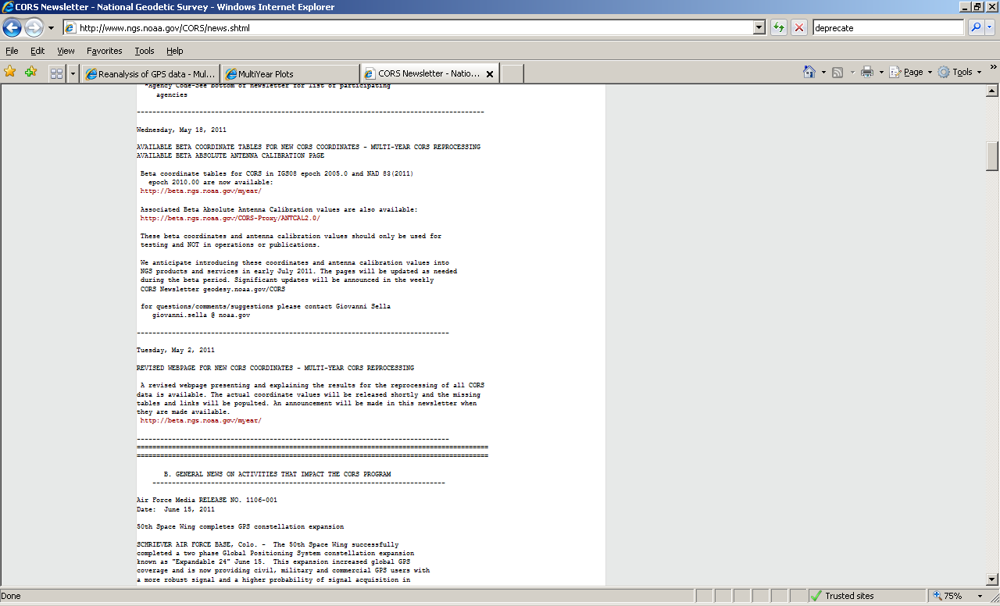 CORS Newsletter - National Geodetic Survey - Windows Internet Explorer
http://www.ngs.noaa.gov/CORS/news.shtml
deprecate
File Edit View Favorites Tools Help
Reanalysis of GPS data - Mul...
MultiYear Plots
CORS Newsletter - Natio...
Page
Tools
*Agency Code-See bottom of newsletter for list of participating
agencies
-----------------------------------------------------------------------------------------
Wednesday, May 18, 2011
AVAILABLE BETA COORDINATE TABLES FOR NEW CORS COORDINATES - MULTI-YEAR CORS REPROCESSING
AVAILABLE BETA ABSOLUTE ANTENNA CALIBRATION PAGE
Beta coordinate tables for CORS in IGS08 epoch 2005.0 and NAD 83(2011)
epoch 2010.00 are now available:
http://beta.ngs.noaa.gov/myear/
Associated Beta Absolute Antenna Calibration values are also available:
http://beta.ngs.noaa.gov/CORS-Proxy/ANTCAL2.0/
These beta coordinates and antenna calibration values should only be used for
testing and NOT in operations or publications.
We anticipate introducing these coordinates and antenna calibration values into
NGS products and services in early July 2011. The pages will be updated as needed
during the beta period. Significant updates will be announced in the weekly
CORS Newsletter geodesy.noaa.gov/CORS
for questions/comments/suggestions please contact Giovanni Sella
giovanni.sella @ noaa.gov
--------------------------------------------------------------------------------
Tuesday, May 2, 2011
REVISED WEBPAGE FOR NEW CORS COORDINATES - MULTI-YEAR CORS REPROCESSING
A revised webpage presenting and explaining the results for the reprocessing of all CORS
data is available. The actual coordinate values will be released shortly and the missing
tables and links will be populted. An announcement will be made in this newsletter when
they are made available.
http://beta.ngs.noaa.gov/myear/
--------------------------------------------------------------------------------
==========================================================================================
==========================================================================================
B. GENERAL NEWS ON ACTIVITIES THAT IMPACT THE CORS PROGRAM
---------------------------------------------------------------------------
Air Force Media RELEASE NO. 1106-001
Date: June 15, 2011
50th Space Wing completes GPS constellation expansion
SCHRIEVER AIR FORCE BASE, Colo. - The 50th Space Wing successfully
completed a two phase Global Positioning System constellation expansion
known as "Expandable 24" June 15. This expansion increased global GPS
coverage and is now providing civil, military and commercial GPS users with
a more robust signal and a higher probability of signal acquisition in
Done
Trusted sites
75%